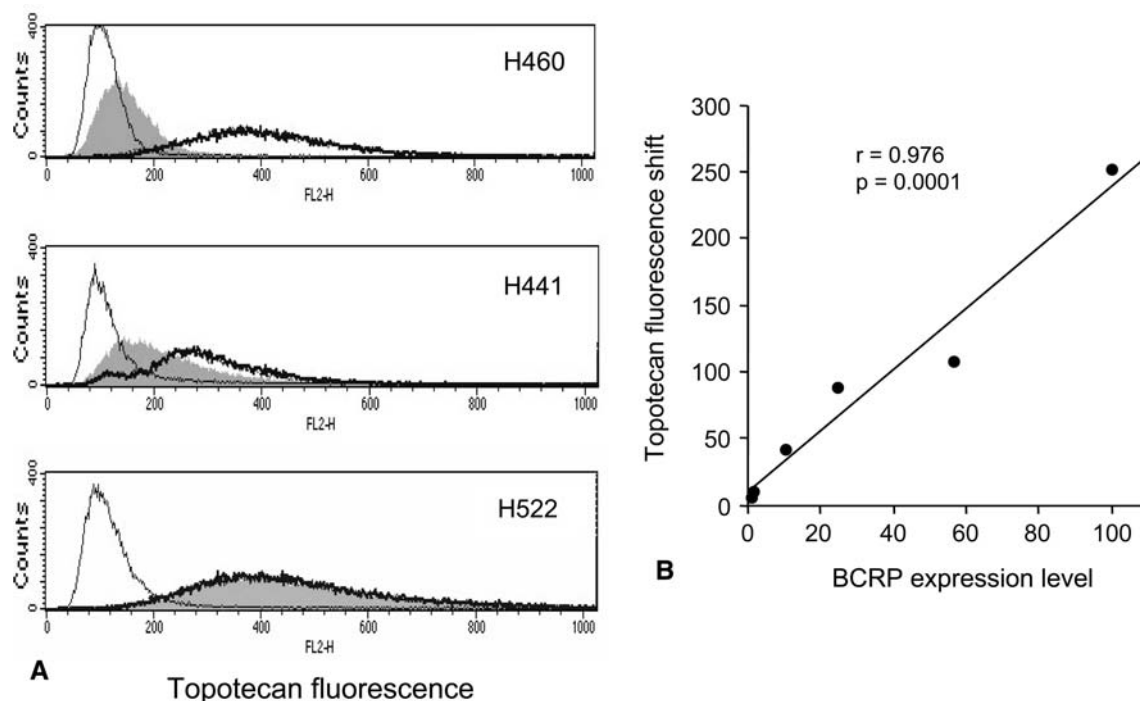 400
Counts
0
H460
0 200 400 600 800 1000
FL2-H
400
Counts
0
H441
0 200 400 600 800 1000
FL2-H
400
Counts
0
H522
0 200 400 600 800 1000
FL2-H
A
Topotecan fluorescence
Topotecan fluorescence shift
300
250
200
150
100
50
0
r = 0.976
p = 0.0001
0 20 40 60 80 100
B
BCRP expression level